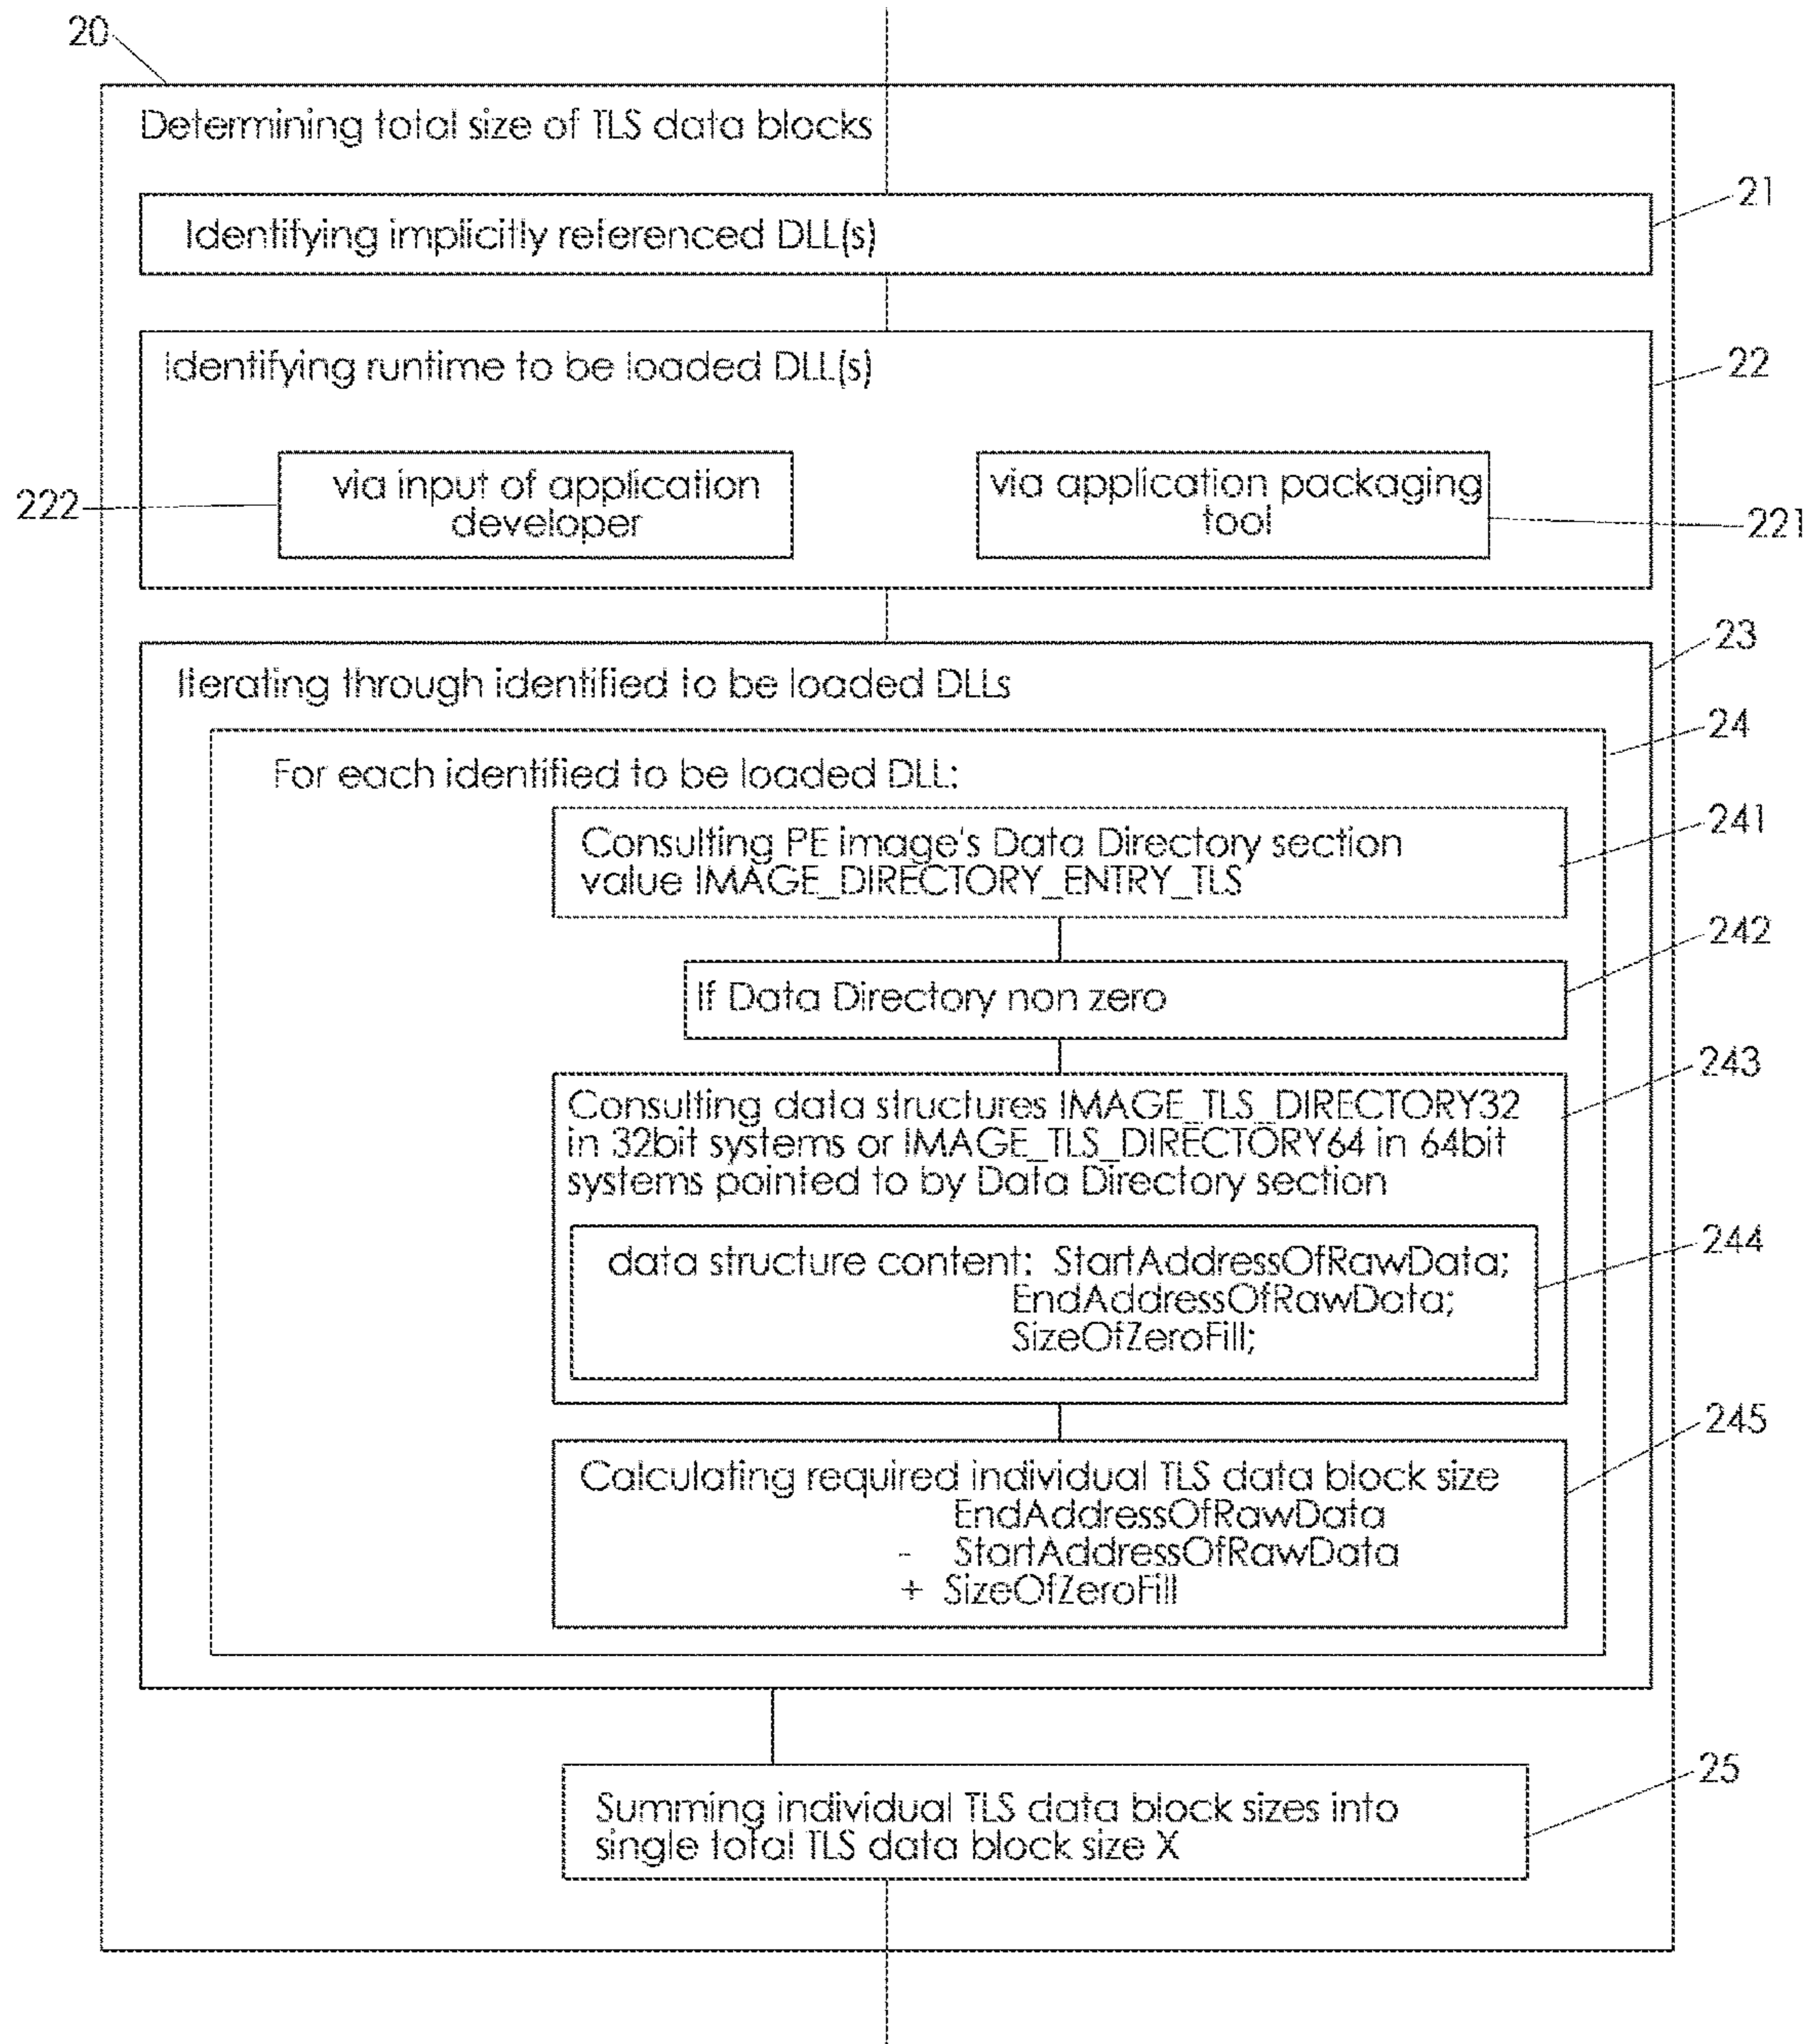 20
Determining total size of TLS data blocks
21
Identifying implicitly referenced DLL(s)
22
Identifying runtime to be loaded DLL(s)
222
via input of application
developer
via application packaging
tool
221
23
Iterating through identified to be loaded DLLs
24
For each identified to be loaded DLL:
241
Consulting PE image's Data Directory section
value IMAGE_DIRECTORY_ENTRY_TLS
242
If Data Directory non zero
243
Consulting data structures IMAGE_TLS_DIRECTORY32
in 32bit systems or IMAGE_TLS_DIRECTORY64 in 64bit
systems pointed to by Data Directory section
244
data structure content: StartAddressOfRawData;
EndAddressOfRawData;
SizeOfZeroFill;
245
Calculating required individual TLS data block size
EndAddressOfRawData
- StartAddressOfRawData
+ SizeOfZeroFill
25
Summing individual TLS data block sizes into
single total TLS data block size X